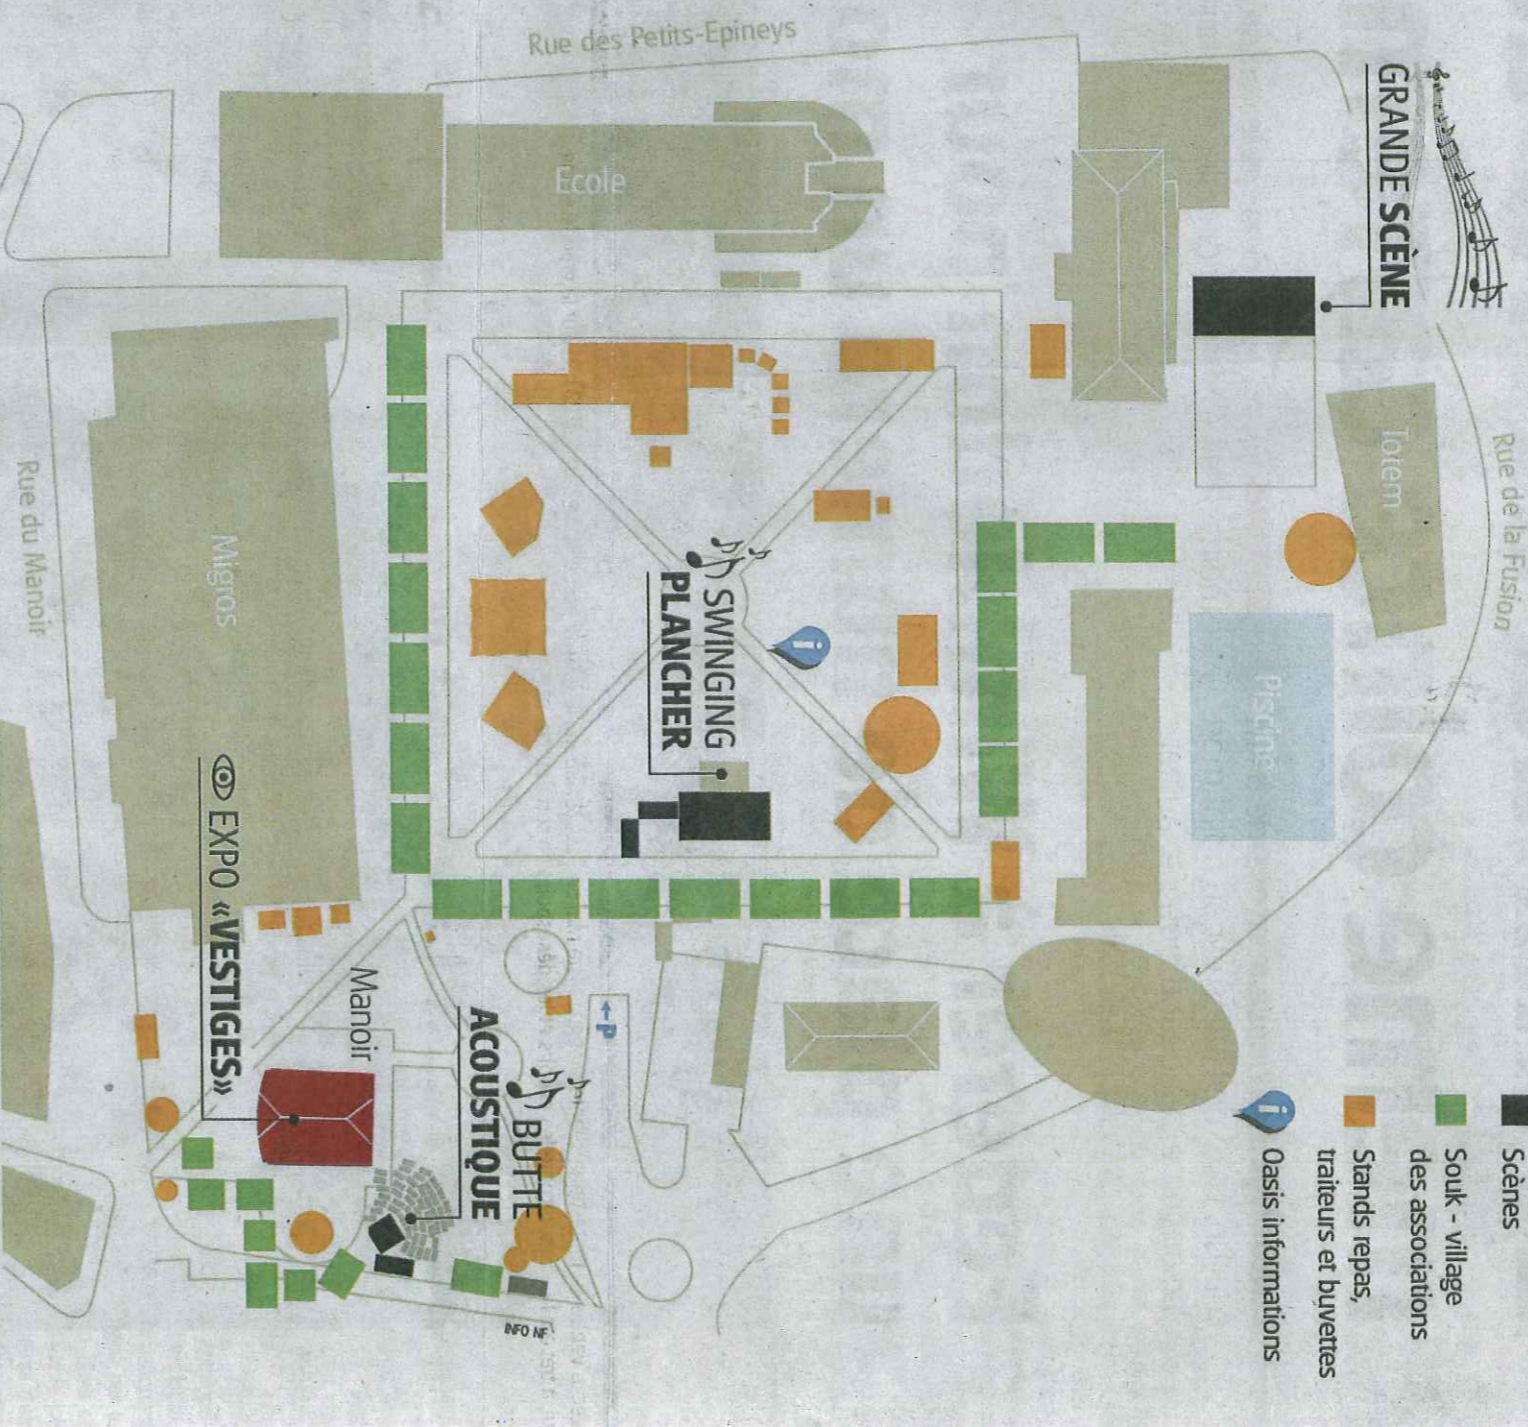 Rue des Petits-Epineys
GRANDE SCÈNE
Ecole
Totem
Rue de la Fusion
Rue du Manoir
Migros
SWINGING
PLANCHER
i
Piscine
EXPO «VESTIGES»
Manoir
BUTTE
ACOUSTIQUE
←P
Scènes
Souk - village
des associations
Stands repas,
traiteurs et buvettes
i
Oasis informations
INFO NF